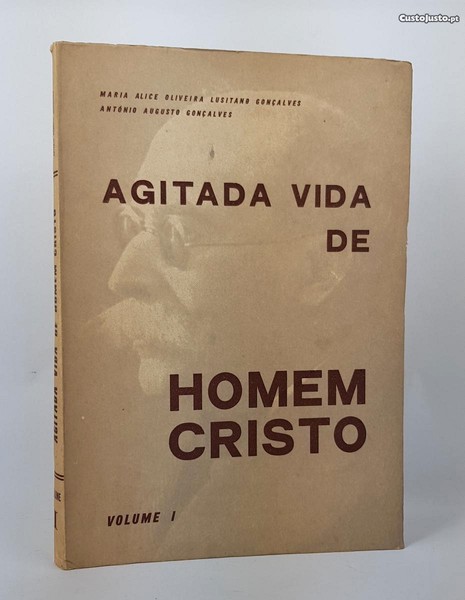 CustoJusto.pt
MARIA ALICE OLIVEIRA LUSITANO GONÇALVES
ANTÓNIO AUGUSTO GONÇALVES
AGITADA VIDA
DE
HOMEM
CRISTO
VOLUME I
AGITADA VIDA DE HOMEM CRISTO
I